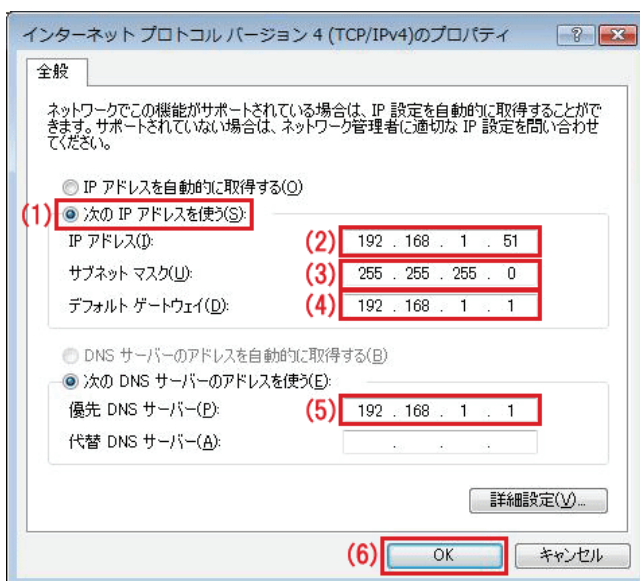 インターネット プロトコル バージョン 4 (TCP/IPv4)のプロパティ
全般
ネットワークでこの機能がサポートされている場合は、IP 設定を自動的に取得することがで
きます。サポートされていない場合は、ネットワーク管理者に適切な IP 設定を問い合わせ
てください。
IP アドレスを自動的に取得する(O)
(1) 次の IP アドレスを使う(S):
IP アドレス(I): (2) 192 . 168 . 1 . 51
サブネット マスク(U): (3) 255 . 255 . 255 . 0
デフォルト ゲートウェイ(D): (4) 192 . 168 . 1 . 1
DNS サーバーのアドレスを自動的に取得する(B)
次の DNS サーバーのアドレスを使う(E):
優先 DNS サーバー(P): (5) 192 . 168 . 1 . 1
代替 DNS サーバー(A): . . .
詳細設定(V)...
(6) OK キャンセル